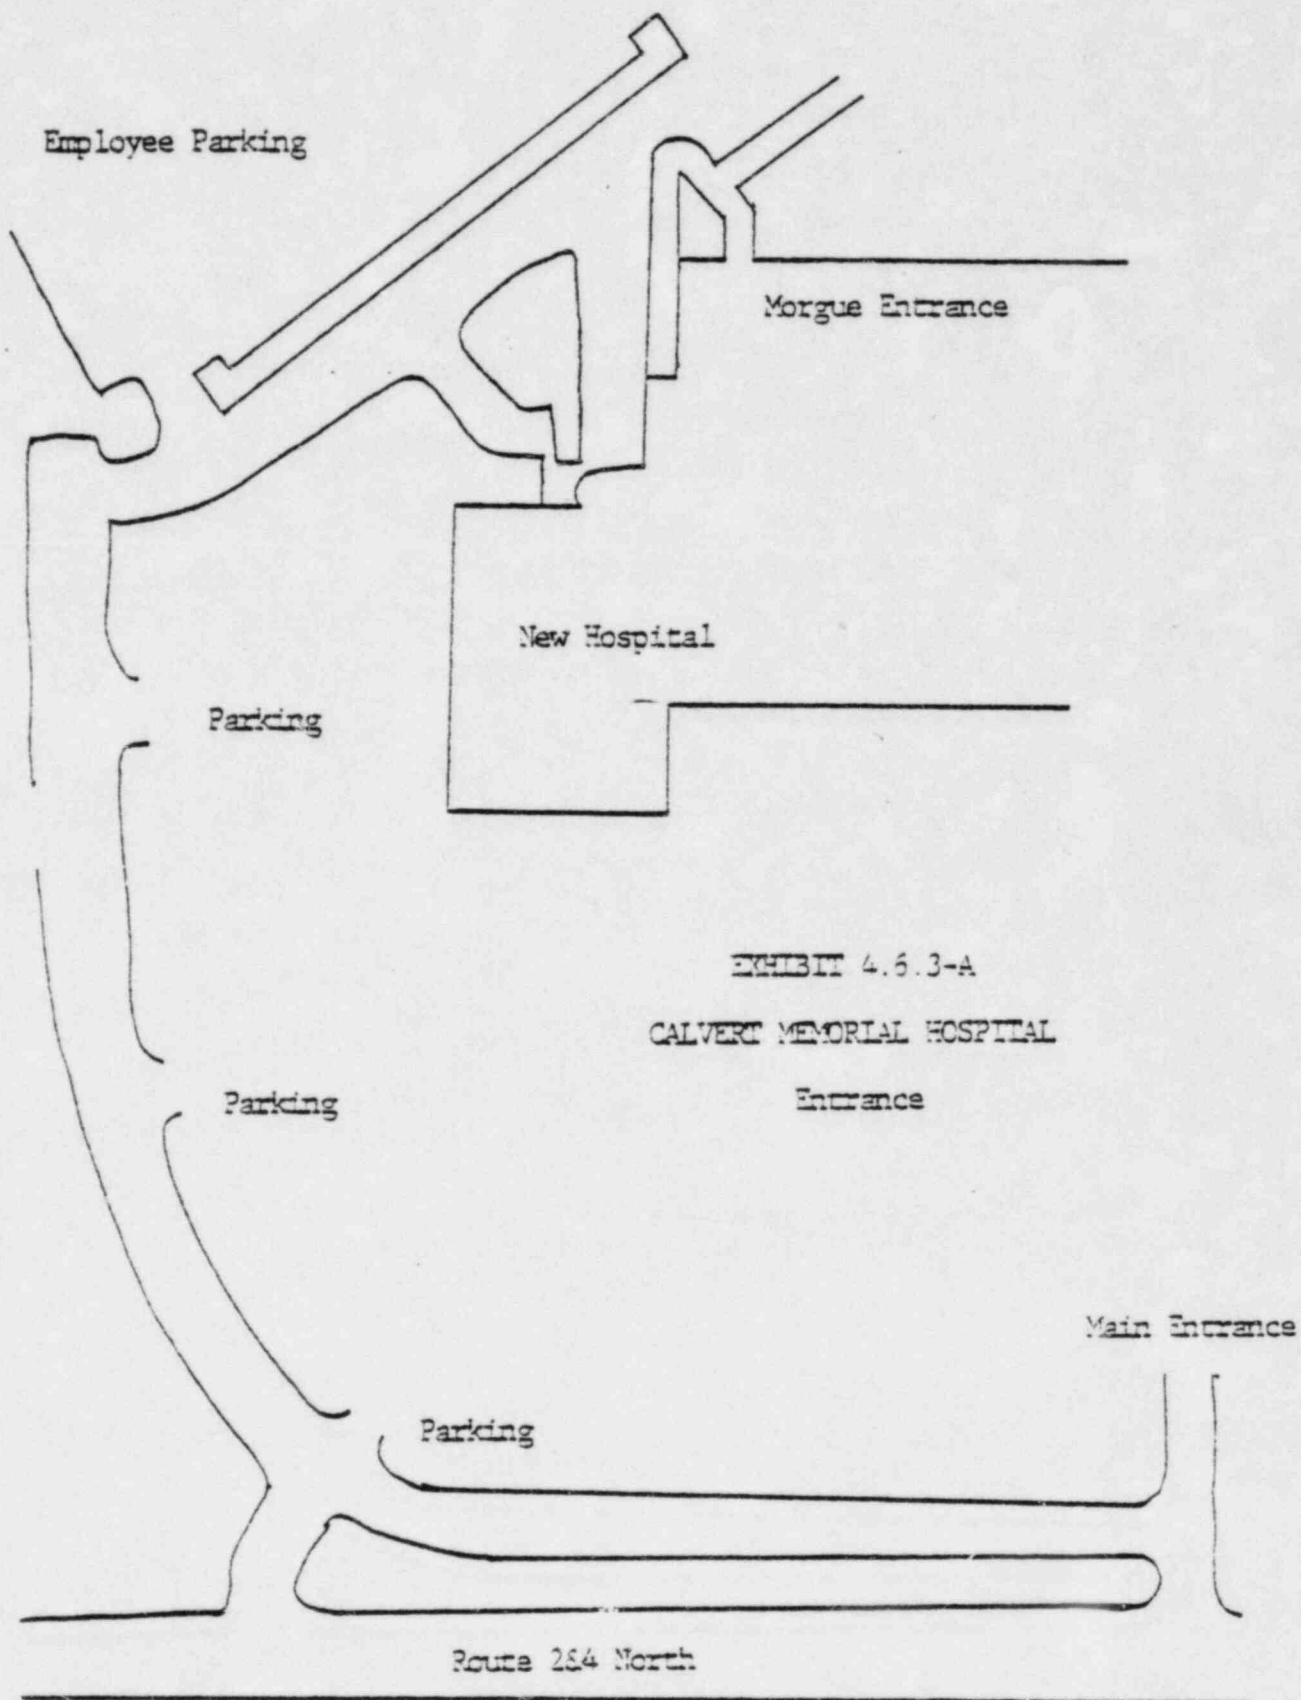 Employee Parking
Morgue Entrance
New Hospital
Parking
EXHIBIT 4.6.3-A
CALVERT MEMORIAL HOSPITAL
Entrance
Parking
Main Entrance
Parking
Route 2&4 North